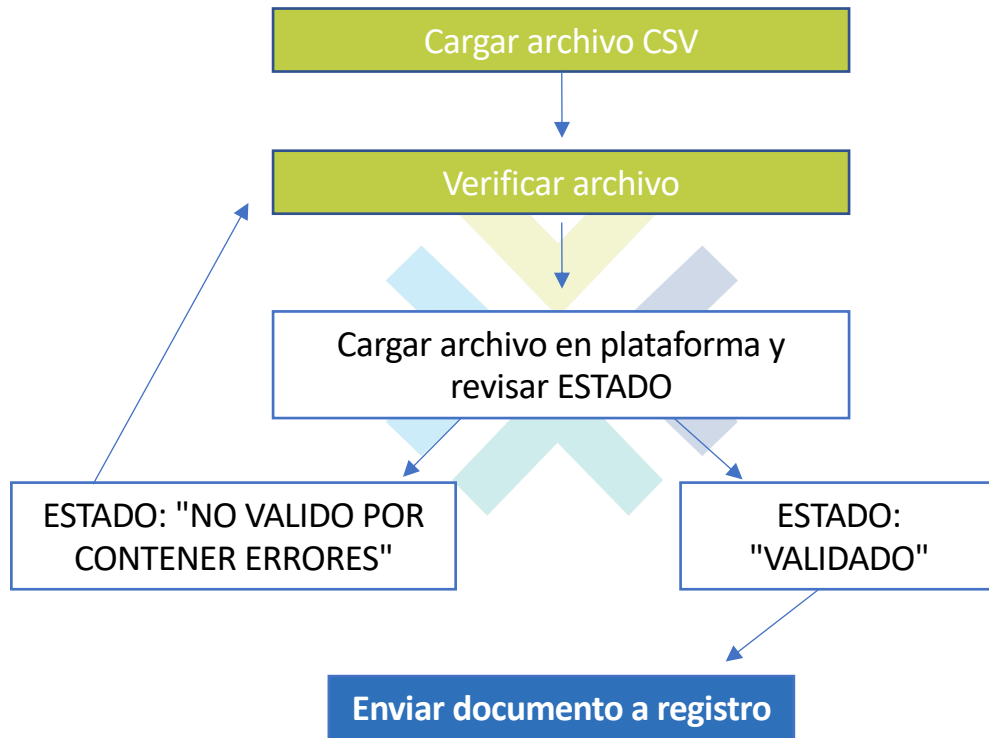 Cargar archivo CSV
Verificar archivo
Cargar archivo en plataforma y
revisar ESTADO
ESTADO: "NO VALIDO POR
CONTENER ERRORES"
ESTADO:
"VALIDADO"
Enviar documento a registro